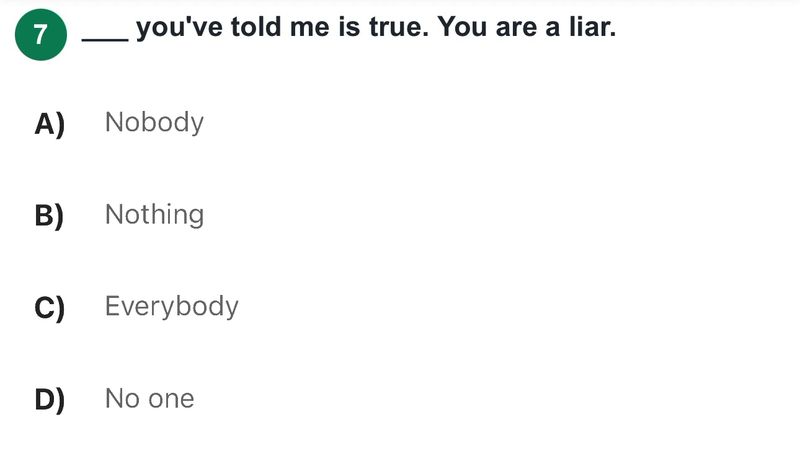 7 ___ you've told me is true. You are a liar.
A) Nobody
B) Nothing
C) Everybody
D) No one